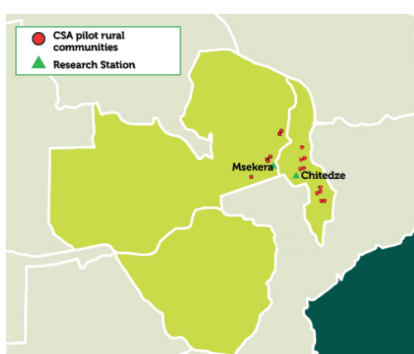 CSA pilot rural
communities
Research Station
Msekera
Chitedze